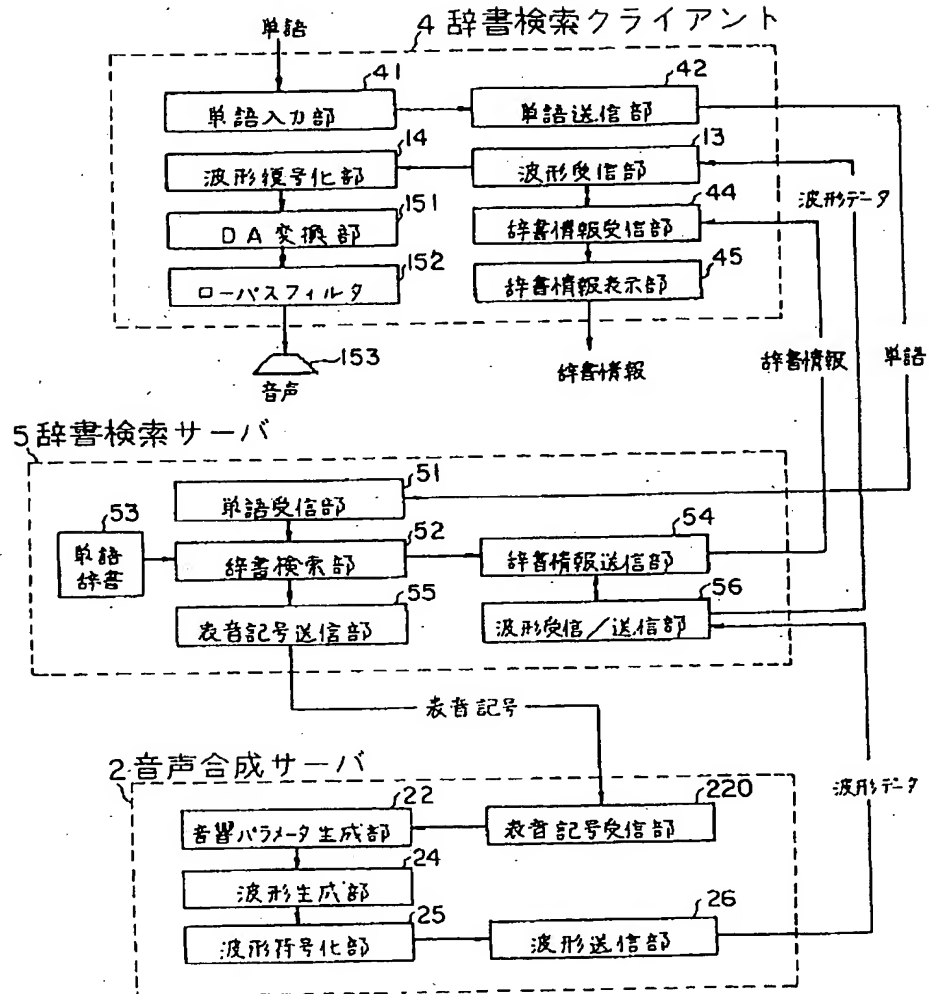 単語
4 辞書検索クライアント
41
42
単語入力部
単語送信部
14
13
波形復号化部
波形受信部
波形データ
151
44
DA変換部
辞書情報受信部
152
45
ローパスフィルタ
辞書情報表示部
153
音声
辞書情報
辞書情報
単語
5 辞書検索サーバ
51
単語受信部
53
52
54
単語
辞書
辞書検索部
辞書情報送信部
55
56
表音記号送信部
波形受信/送信部
表音記号
2 音声合成サーバ
波形データ
22
220
音響パラメータ生成部
表音記号受信部
24
波形生成部
25
26
波形符号化部
波形送信部